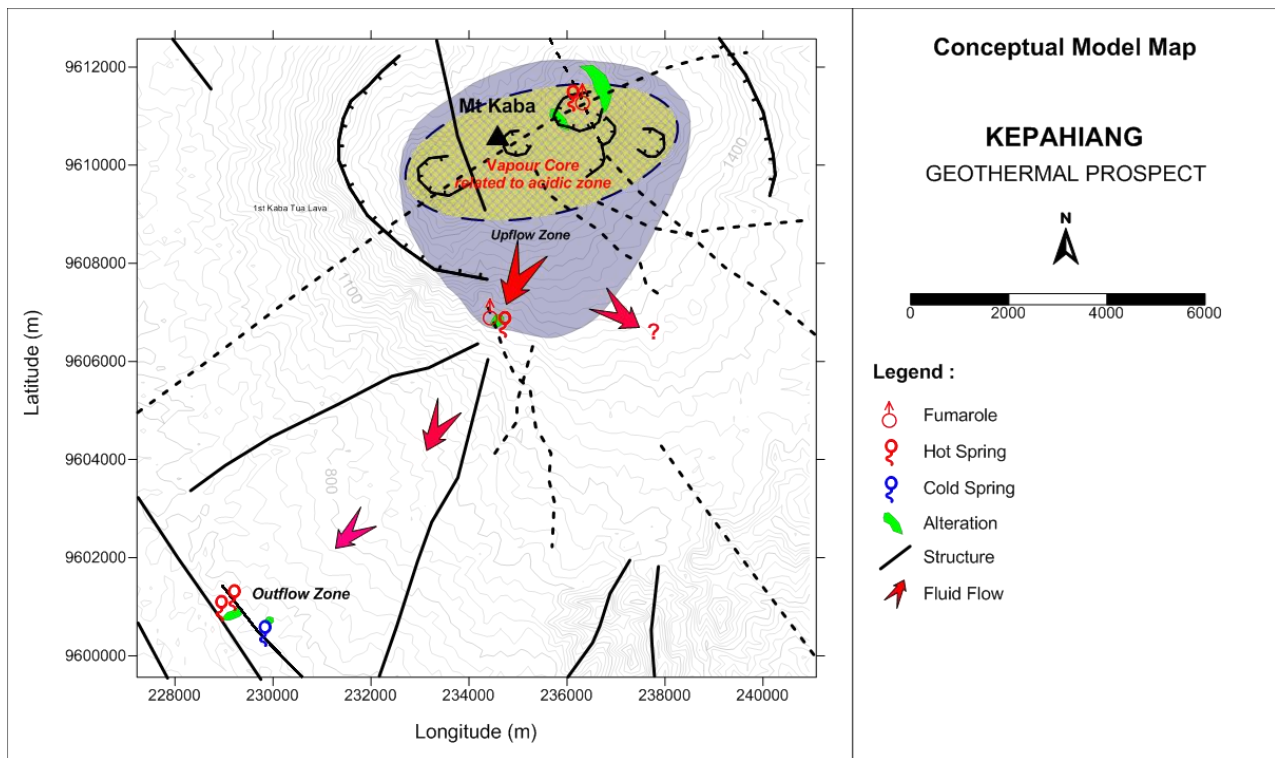 Conceptual Model Map
KEPAHIANG
GEOTHERMAL PROSPECT
N
0
2000
4000
6000
Legend :
Fumarole
Hot Spring
Cold Spring
Alteration
Structure
Fluid Flow
Latitude (m)
9612000
9610000
9608000
9606000
9604000
9602000
9600000
Mt Kaba
Vapour Core
related to acidic zone
1400
1st Kaba Tua Lava
Upflow Zone
1100
?
800
Outflow Zone
228000
230000
232000
234000
236000
238000
240000
Longitude (m)